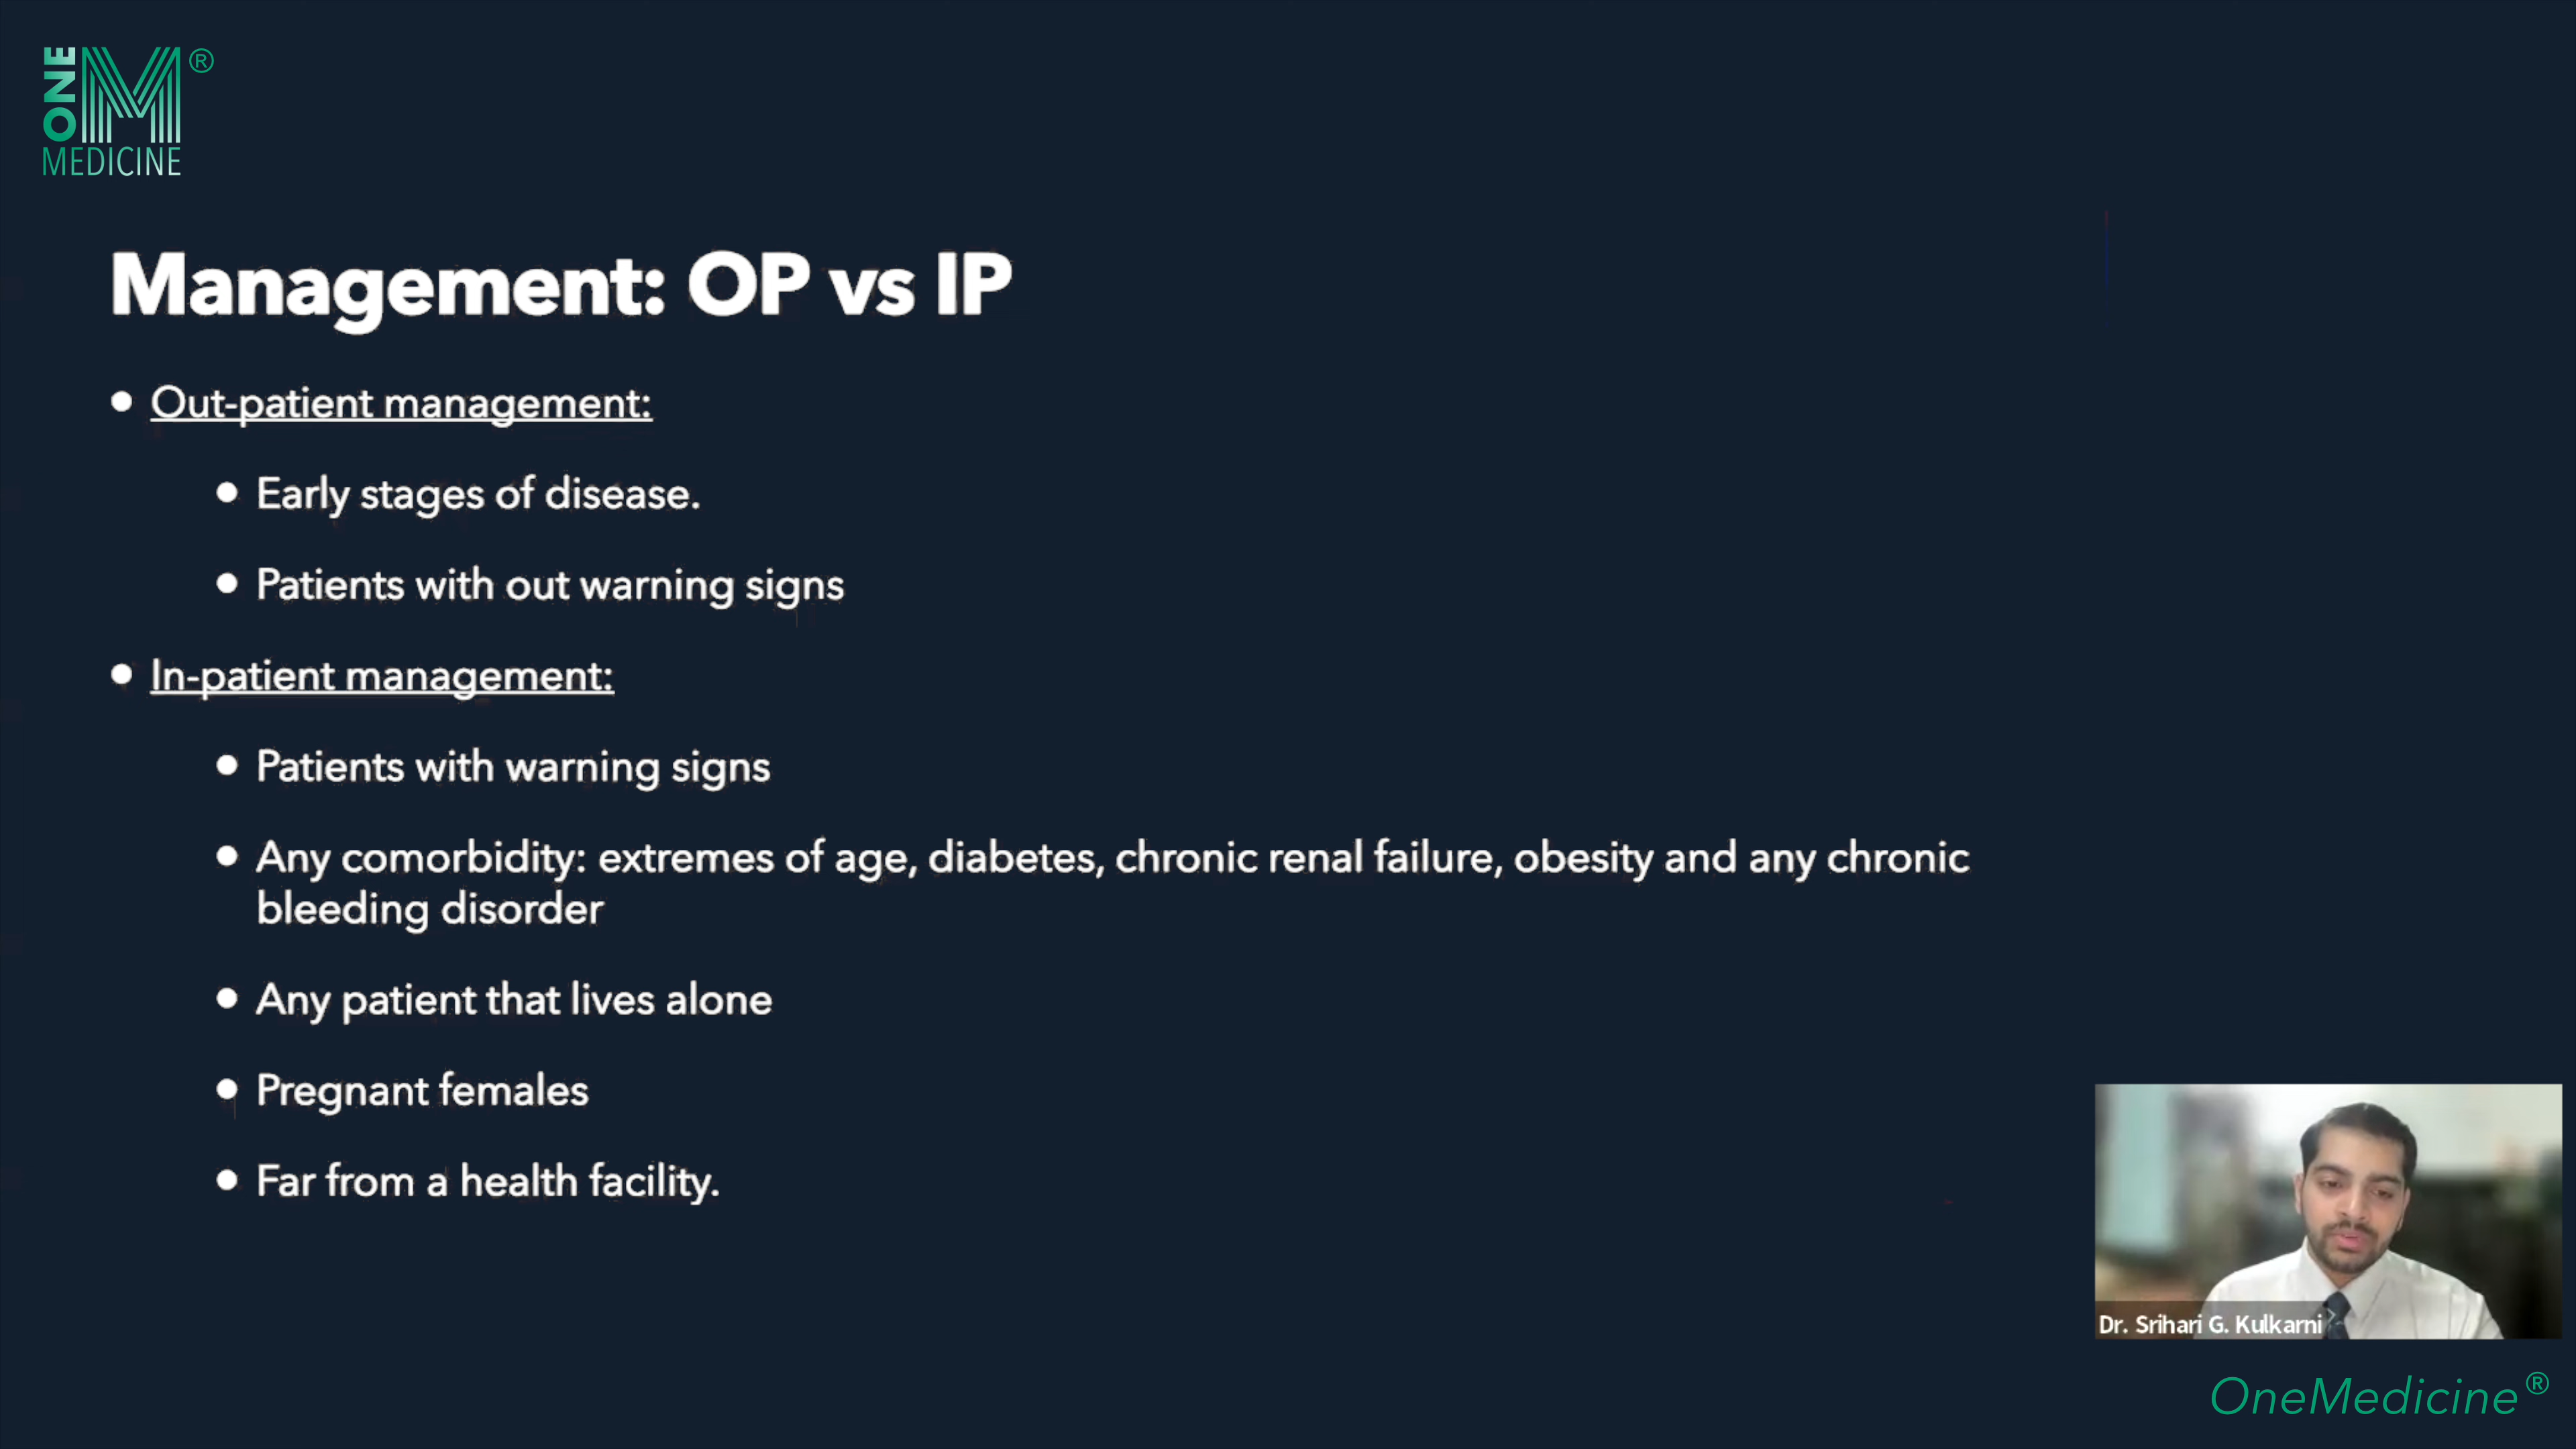 ONE
MEDICINE
®
Management: OP vs IP
• Out-patient management:
• Early stages of disease.
• Patients with out warning signs
• In-patient management:
• Patients with warning signs
• Any comorbidity: extremes of age, diabetes, chronic renal failure, obesity and any chronic
bleeding disorder
• Any patient that lives alone
• Pregnant females
• Far from a health facility.
Dr. Srihari G. Kulkarni
OneMedicine®